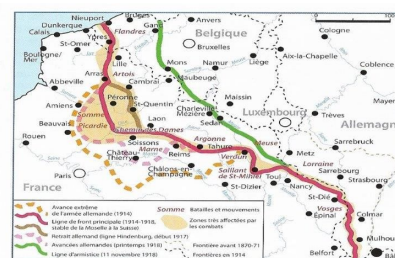 Nieuport
Bruges
Anvers
Cologne
Dunkerque
Gand
Calais
Ypres
Flandres
Belgique
Bruxelles
Boulogne/
Mer
St-Omer
Lille
Mons
Namur
Liège
Aix-la-Chapelle
Coblence
Arras
Artois
Maubeuge
Abbeville
Cambrai
Amiens
Péronne
St-Quentin
Charleville
Mézières
Maissin
Luxembourg
Mayence
Somme
Picardie
Laon
Sedan
Trèves
Beauvais
Chemin des Dames
Allemagne
Rouen
Soissons
Argonne
Meuse
Lorraine
Sarrebruck
Marne
Reims
Tahure
Verdun
Metz
Château-
Thierry
Paris
Châlons-en-
Champagne
Saillant
de St-Mihiel
Toul
Sarrebourg
Strasbourg
France
St-Dizier
Nancy
St-Dié
Vosges
Épinal
Colmar
Mulhouse
Belfort
Avance extrême
de l'armée allemande (1914)
Ligne de front principale (1914-1918,
stable de la Moselle à la Suisse)
Retrait allemand (ligne Hindenburg, début 1917)
Avancées allemandes (printemps 1918)
Ligne d'armistice (11 novembre 1918)
Somme
Batailles et mouvements
Zones très affectées par
les combats
Frontière avant 1870-71
Frontières en 1914